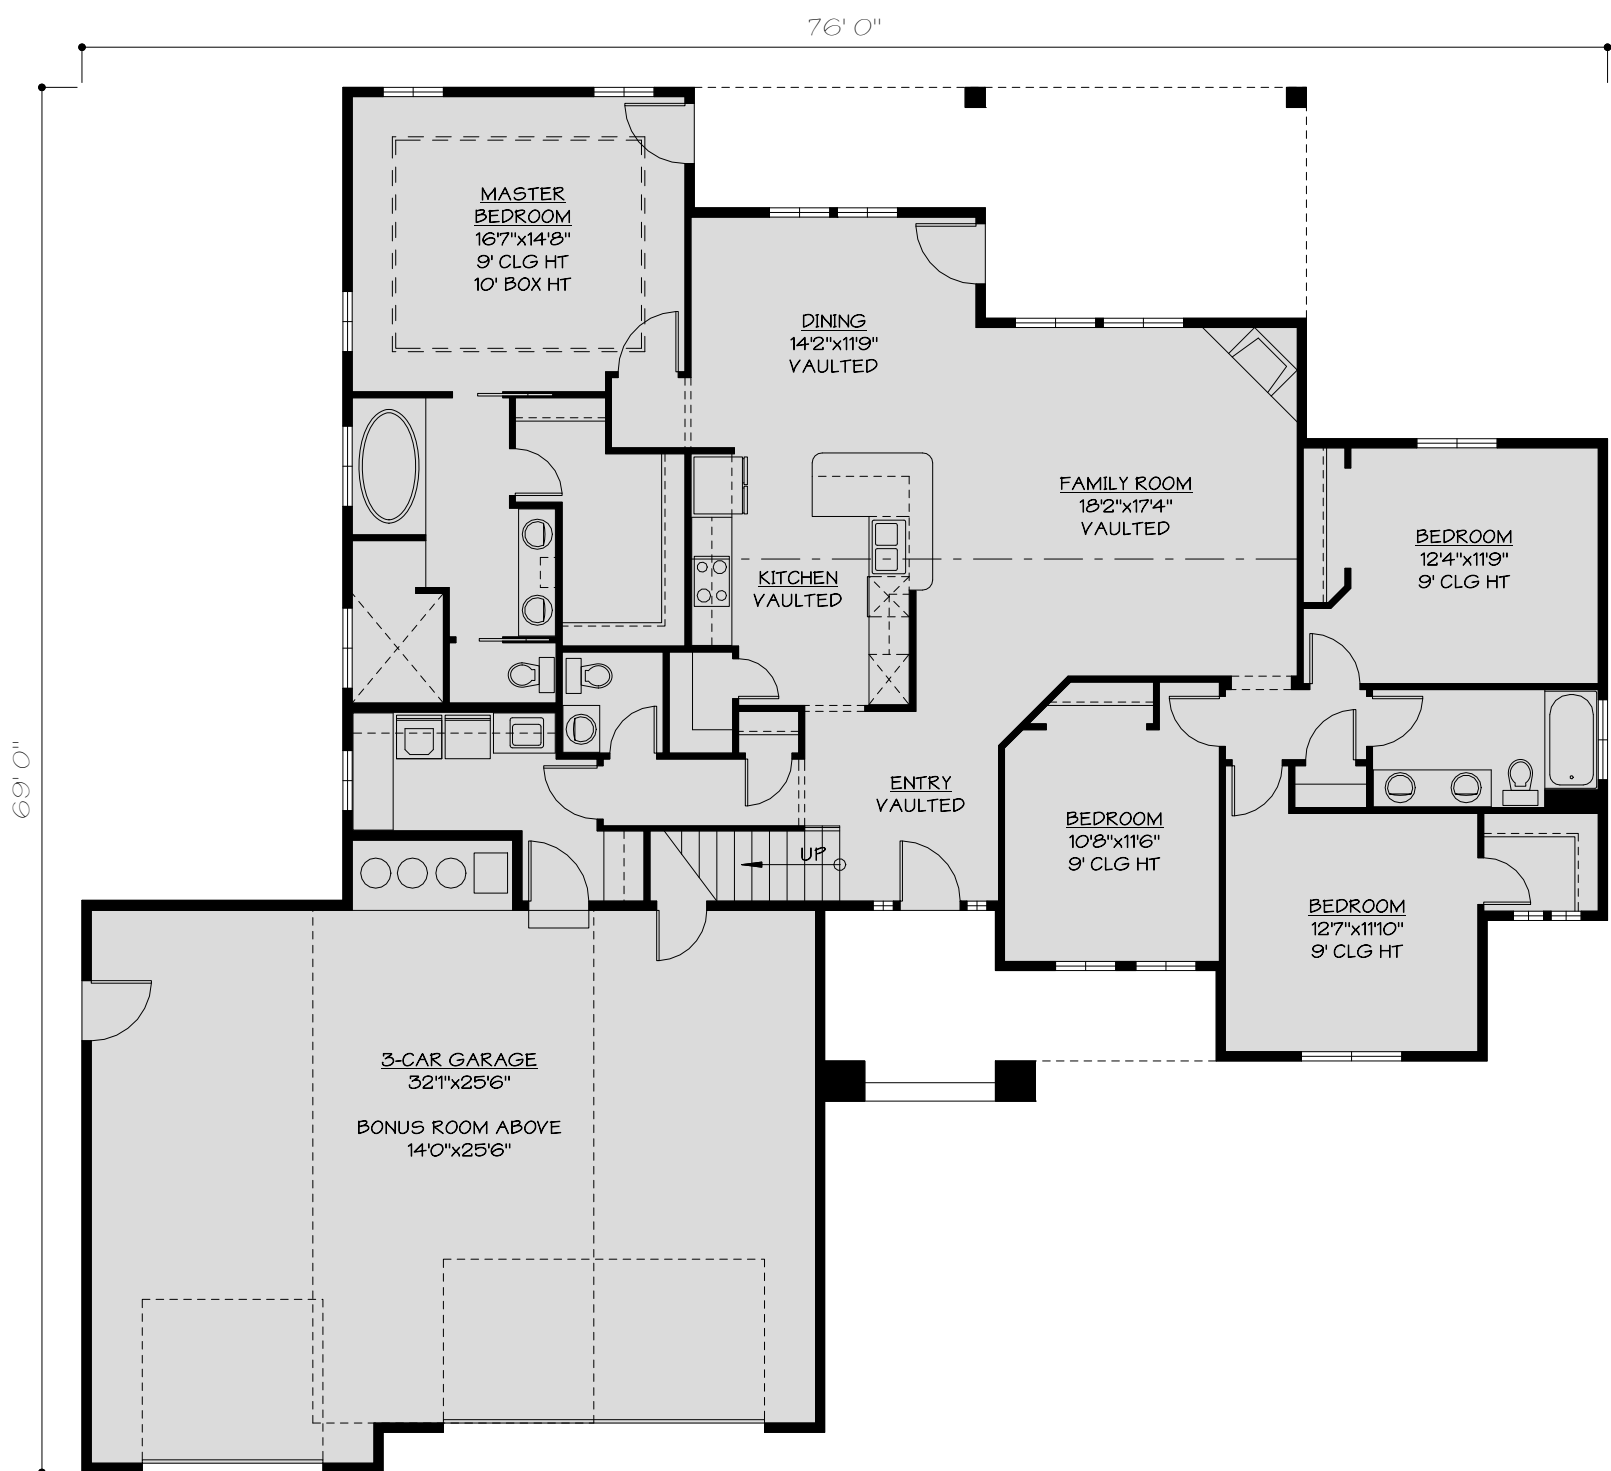 76' 0"
69' 0"
MASTER
BEDROOM
16'7"x14'8"
9' CLG HT
10' BOX HT
DINING
14'2"x11'9"
VAULTED
FAMILY ROOM
18'2"x17'4"
VAULTED
BEDROOM
12'4"x11'9"
9' CLG HT
KITCHEN
VAULTED
ENTRY
VAULTED
BEDROOM
10'8"x11'6"
9' CLG HT
UP
BEDROOM
12'7"x11'10"
9' CLG HT
3-CAR GARAGE
32'1"x25'6"
BONUS ROOM ABOVE
14'0"x25'6"